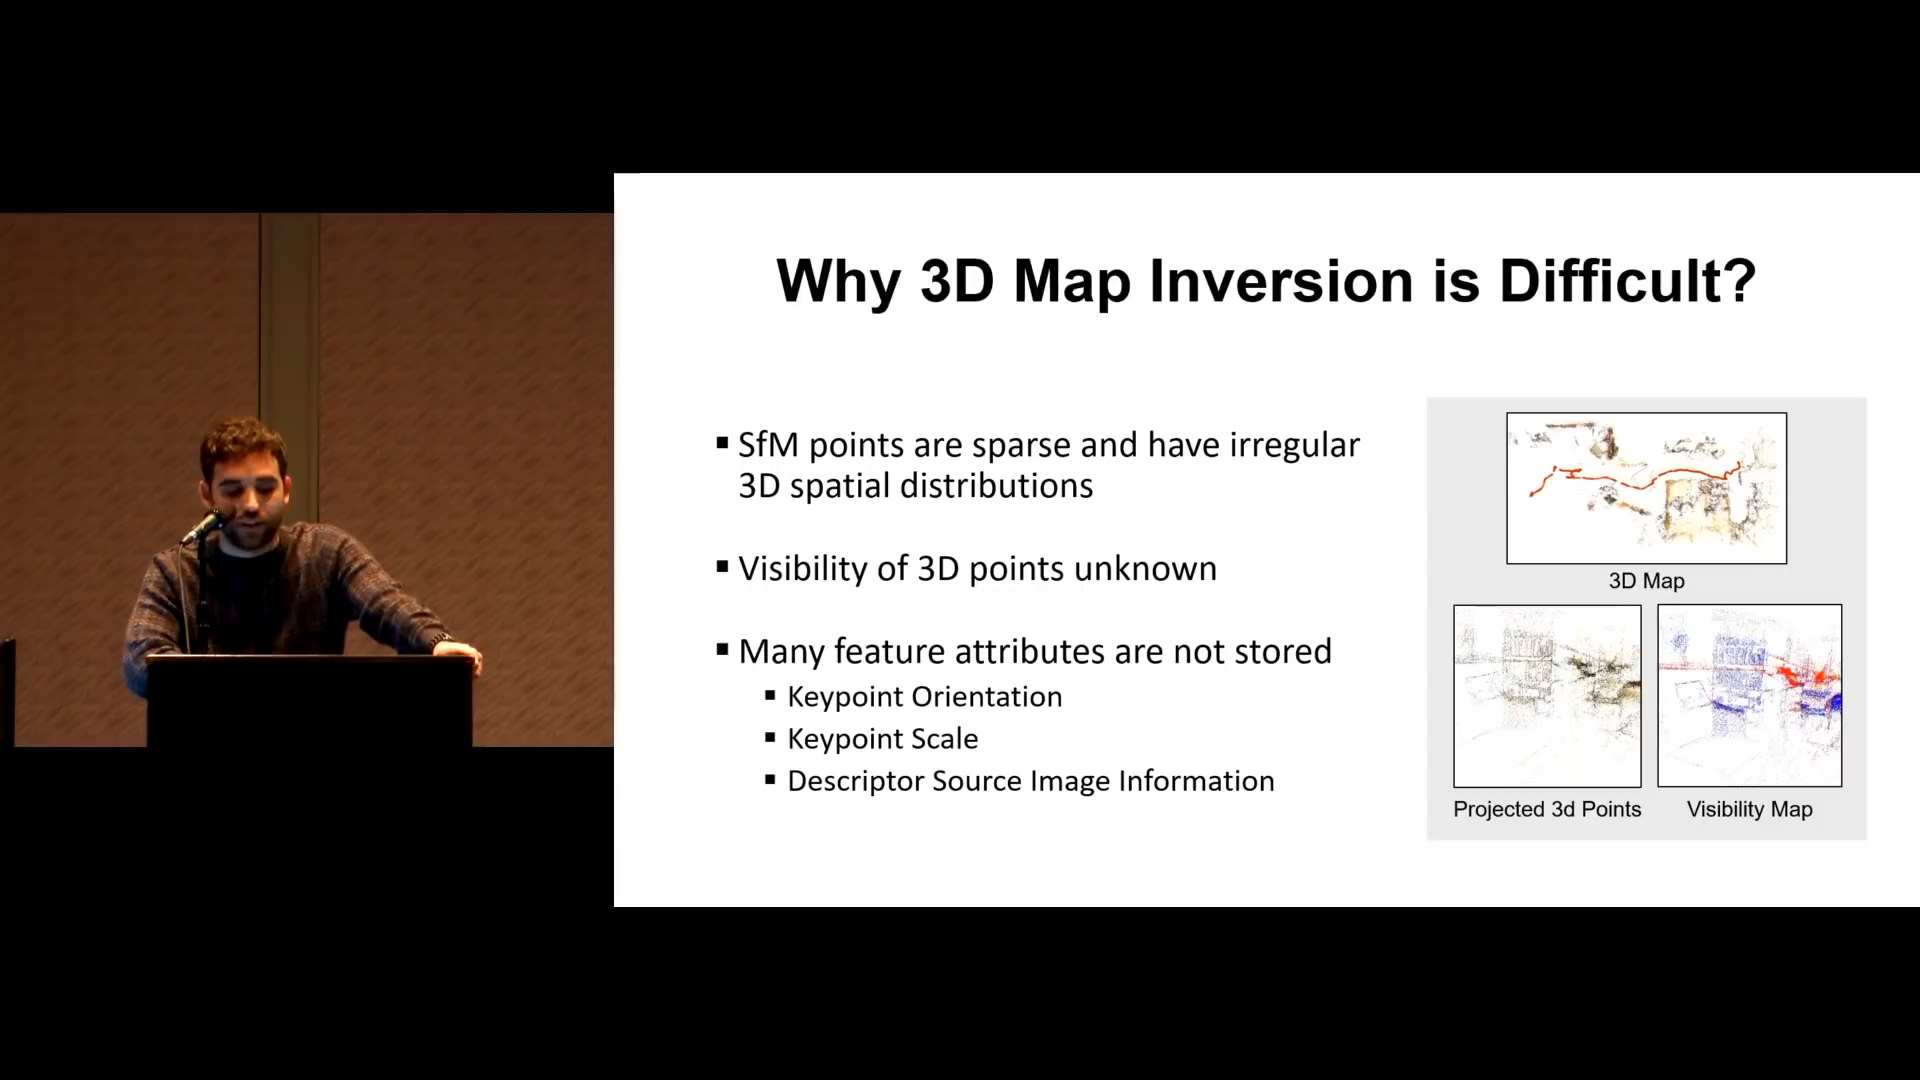 Why 3D Map Inversion is Difficult?
▪ SfM points are sparse and have irregular
3D spatial distributions
▪ Visibility of 3D points unknown
▪ Many feature attributes are not stored
▪ Keypoint Orientation
▪ Keypoint Scale
▪ Descriptor Source Image Information
3D Map
Projected 3d Points
Visibility Map